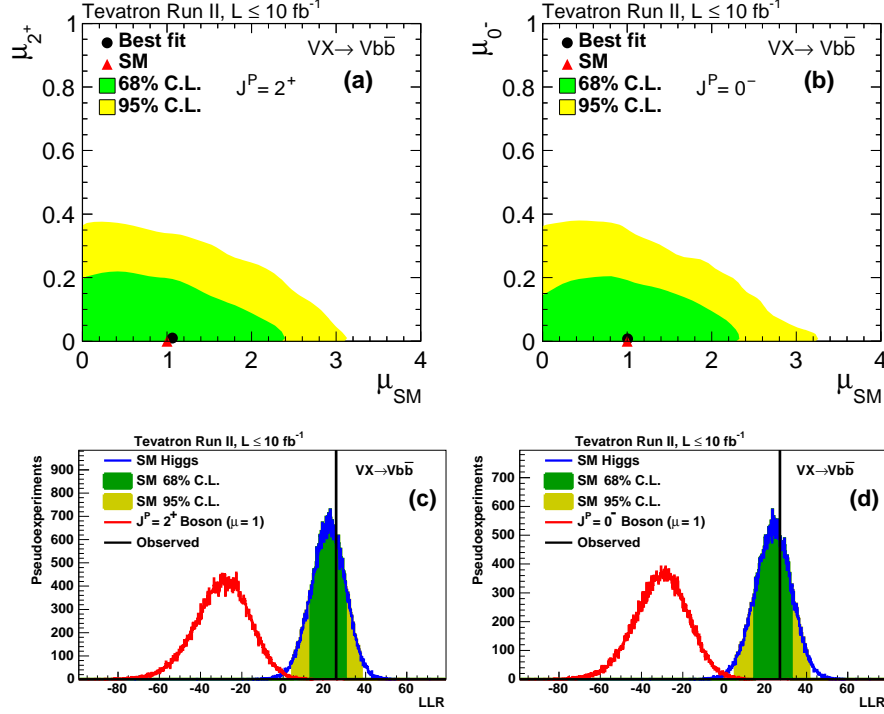 Tevatron Run II, L ≤ 10 fb⁻¹
μ₂⁺
1
0.8
0.6
0.4
0.2
0
Best fit
SM
68% C.L.
95% C.L.
VX→ Vbb̅
Jᴾ = 2⁺
(a)
0 1 2 3 4
μSM
Tevatron Run II, L ≤ 10 fb⁻¹
μ₀⁻
1
0.8
0.6
0.4
0.2
0
Best fit
SM
68% C.L.
95% C.L.
VX→ Vbb̅
Jᴾ = 0⁻
(b)
0 1 2 3 4
μSM
Tevatron Run II, L ≤ 10 fb⁻¹
Pseudoexperiments
900
800
700
600
500
400
300
200
100
0
SM Higgs
SM 68% C.L.
SM 95% C.L.
Jᴾ = 2⁺ Boson (μ = 1)
Observed
VX→Vbb̅
(c)
-80 -60 -40 -20 0 20 40 60
LLR
Tevatron Run II, L ≤ 10 fb⁻¹
Pseudoexperiments
700
600
500
400
300
200
100
0
SM Higgs
SM 68% C.L.
SM 95% C.L.
Jᴾ = 0⁻ Boson (μ = 1)
Observed
VX→Vbb̅
(d)
-80 -60 -40 -20 0 20 40 60
LLR